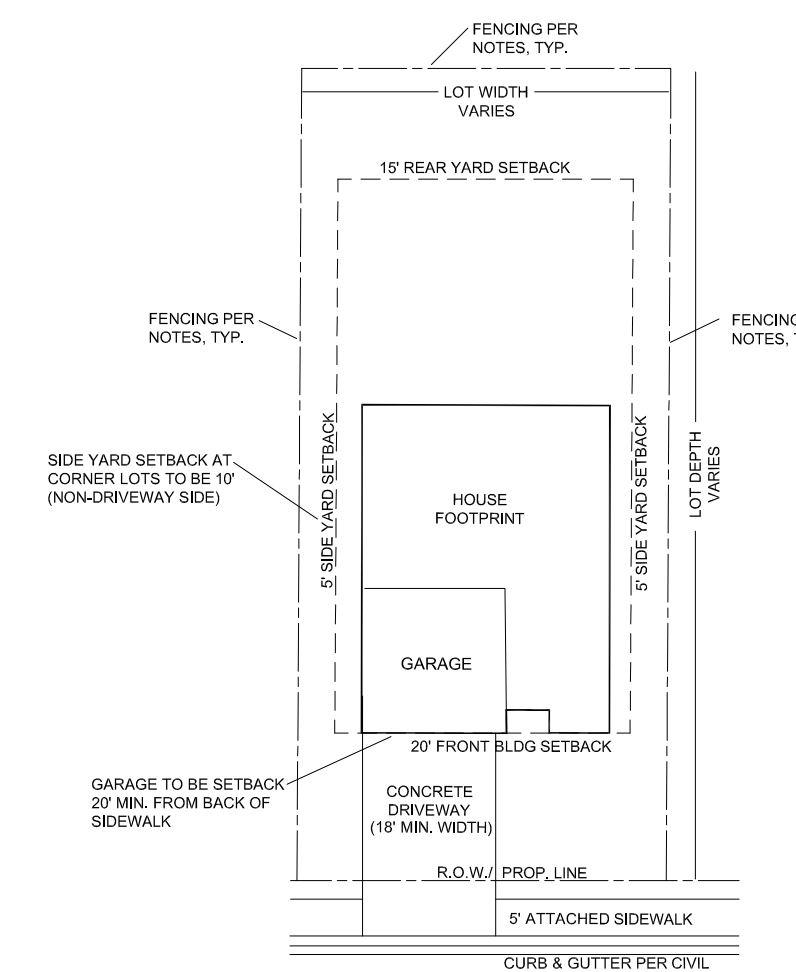 FENCING PER
NOTES, TYP.
LOT WIDTH
VARIES
15' REAR YARD SETBACK
FENCING PER
NOTES, TYP.
FENCING
NOTES,
SIDE YARD SETBACK AT
CORNER LOTS TO BE 10'
(NON-DRIVEWAY SIDE)
5' SIDE YARD SETBACK
HOUSE
FOOTPRINT
5' SIDE YARD SETBACK
LOT DEPTH
VARIES
GARAGE
20' FRONT BLDG SETBACK
GARAGE TO BE SETBACK
20' MIN. FROM BACK OF
SIDEWALK
CONCRETE
DRIVEWAY
(18' MIN. WIDTH)
R.O.W./ PROP. LINE
5' ATTACHED SIDEWALK
CURB & GUTTER PER CIVIL